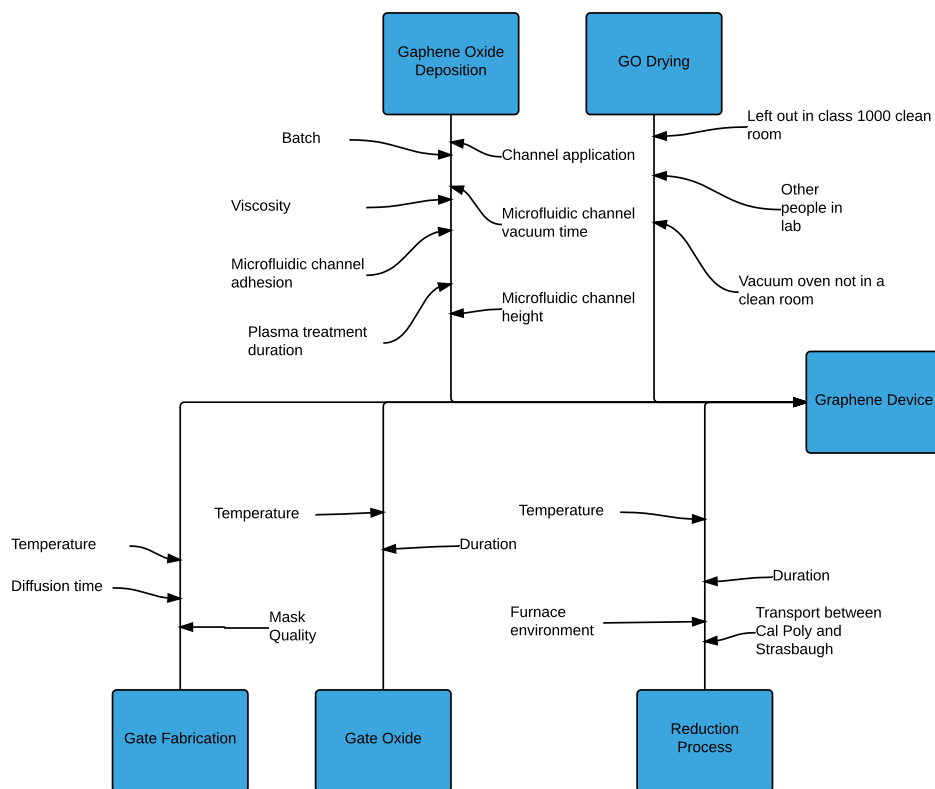 Gaphene Oxide
Deposition
GO Drying
Left out in class 1000 clean
room
Batch
Channel application
Other
people in
lab
Viscosity
Microfluidic channel
vacuum time
Microfluidic channel
adhesion
Vacuum oven not in a
clean room
Microfluidic channel
height
Plasma treatment
duration
Graphene Device
Temperature
Temperature
Temperature
Duration
Diffusion time
Duration
Mask
Quality
Furnace
environment
Transport between
Cal Poly and
Strasbaugh
Gate Fabrication
Gate Oxide
Reduction
Process